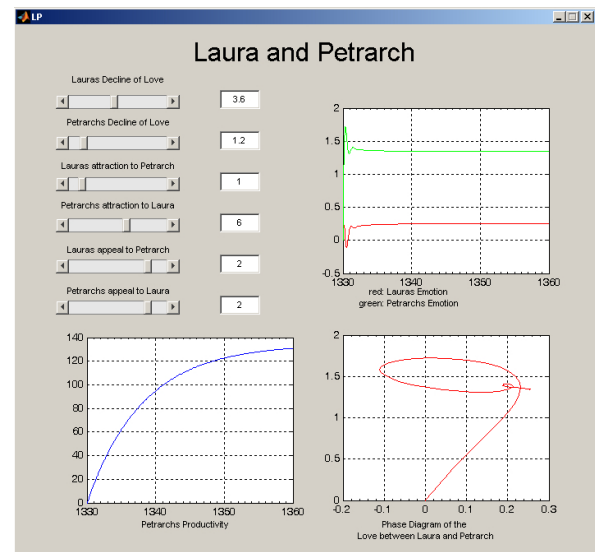 LP
Laura and Petrarch
Lauras Decline of Love
3.6
Petrarchs Decline of Love
1.2
Lauras attraction to Petrarch
1
Petrarchs attraction to Laura
6
Lauras appeal to Petrarch
2
Petrarchs appeal to Laura
2
2
1.5
1
0.5
0
-0.5
1330 1340 1350 1360
red: Lauras Emotion
green: Petrarchs Emotion
140
120
100
80
60
40
20
0
1330 1340 1350 1360
Petrarchs Productivity
2
1.5
1
0.5
0
-0.2 -0.1 0 0.1 0.2 0.3
Phase Diagram of the
Love between Laura and Petrarch